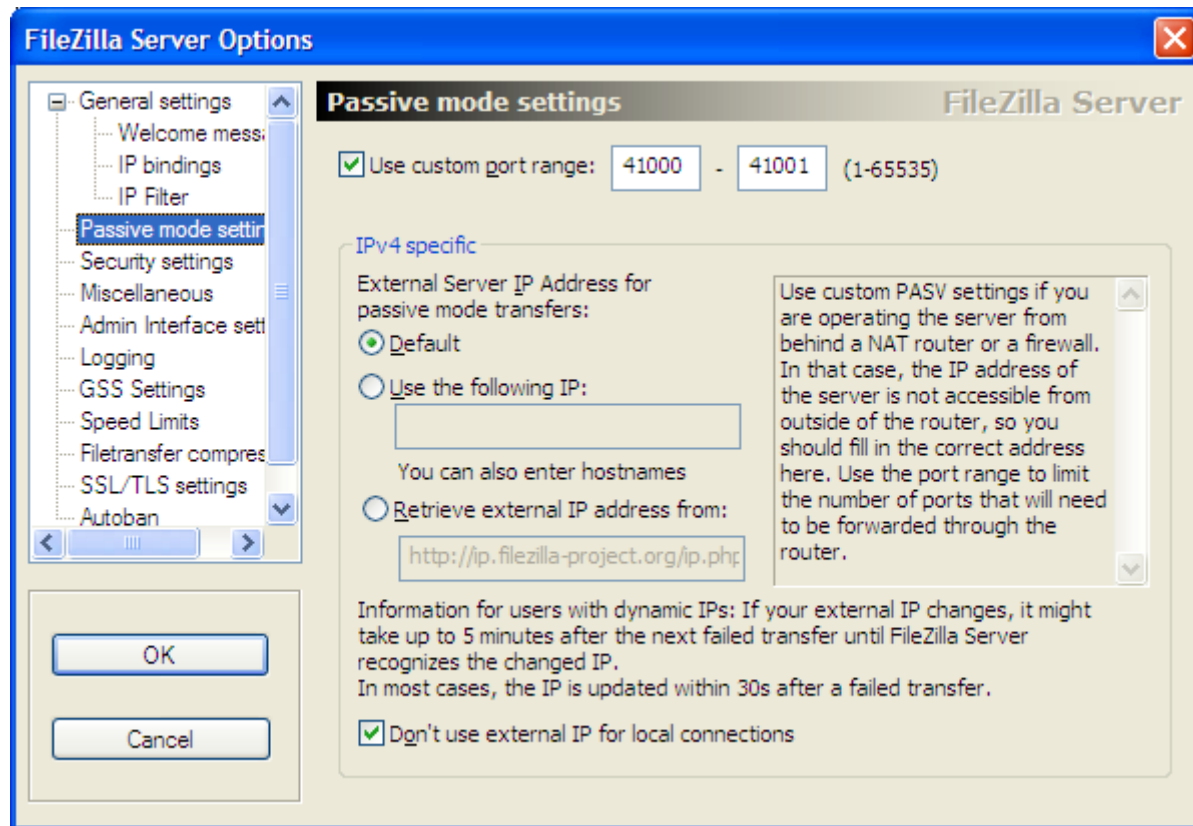 FileZilla Server Options
General settings
Welcome messa
IP bindings
IP Filter
Passive mode settin
Security settings
Miscellaneous
Admin Interface sett
Logging
GSS Settings
Speed Limits
Filetransfer compres
SSL/TLS settings
Autoban
OK
Cancel
Passive mode settings
FileZilla Server
Use custom port range: 41000 - 41001 (1-65535)
IPv4 specific
External Server IP Address for
passive mode transfers:
Default
Use the following IP:
You can also enter hostnames
Retrieve external IP address from:
http://ip.filezilla-project.org/ip.php
Use custom PASV settings if you
are operating the server from
behind a NAT router or a firewall.
In that case, the IP address of
the server is not accessible from
outside of the router, so you
should fill in the correct address
here. Use the port range to limit
the number of ports that will need
to be forwarded through the
router.
Information for users with dynamic IPs: If your external IP changes, it might
take up to 5 minutes after the next failed transfer until FileZilla Server
recognizes the changed IP.
In most cases, the IP is updated within 30s after a failed transfer.
Don't use external IP for local connections